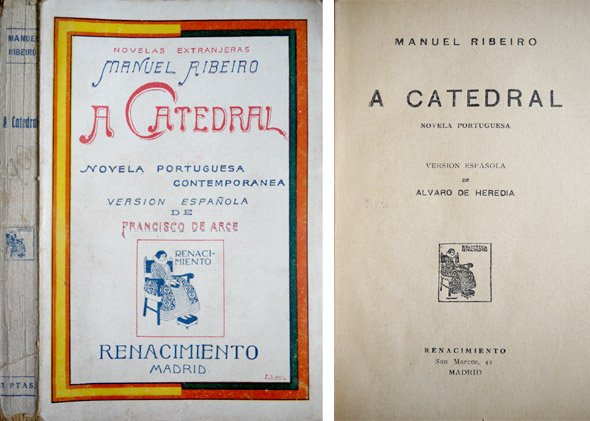 MANUEL
RIBEIRO
A Catedral
3 PTAS.
NOVELAS EXTRANJERAS
MANUEL RIBEIRO
A CATEDRAL
NOVELA PORTUGUESA
CONTEMPORANEA
VERSION ESPAÑOLA
DE
FRANCISCO DE ARCE
RENACI-
MIENTO
RENACIMIENTO
MADRID
MANUEL RIBEIRO
A CATEDRAL
NOVELA PORTUGUESA
VERSION ESPAÑOLA
DE
ALVARO DE HEREDIA
RENACIMIENTO
San Marcos, 42
MADRID